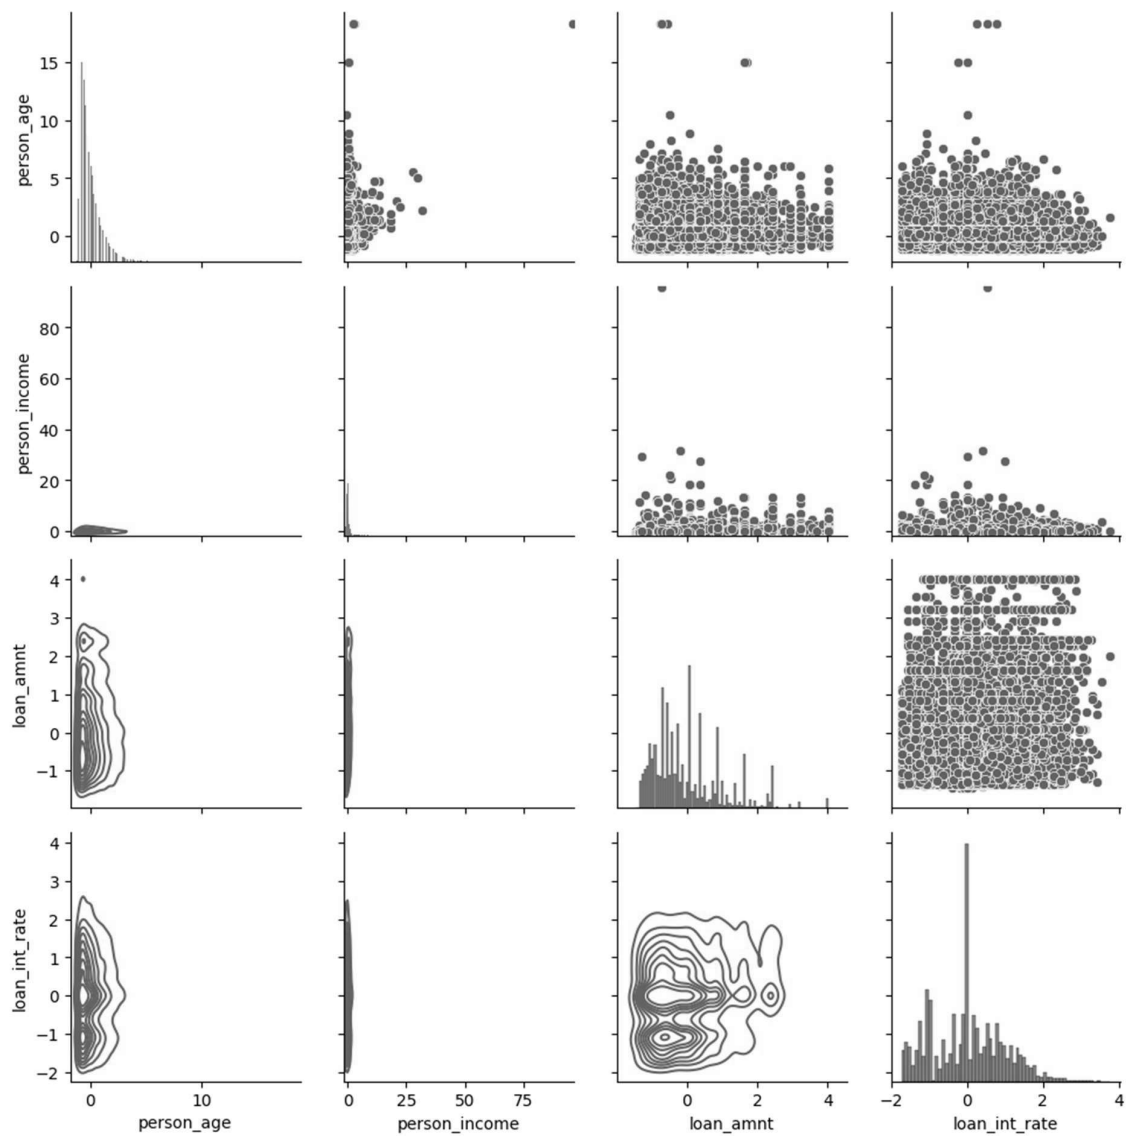 person_age
15
10
5
0
person_income
80
60
40
20
0
loan_amnt
4
3
2
1
0
−1
loan_int_rate
4
3
2
1
0
−1
−2
0 10
0 25 50 75
0 2 4
−2 0 2 4
person_age person_income loan_amnt loan_int_rate